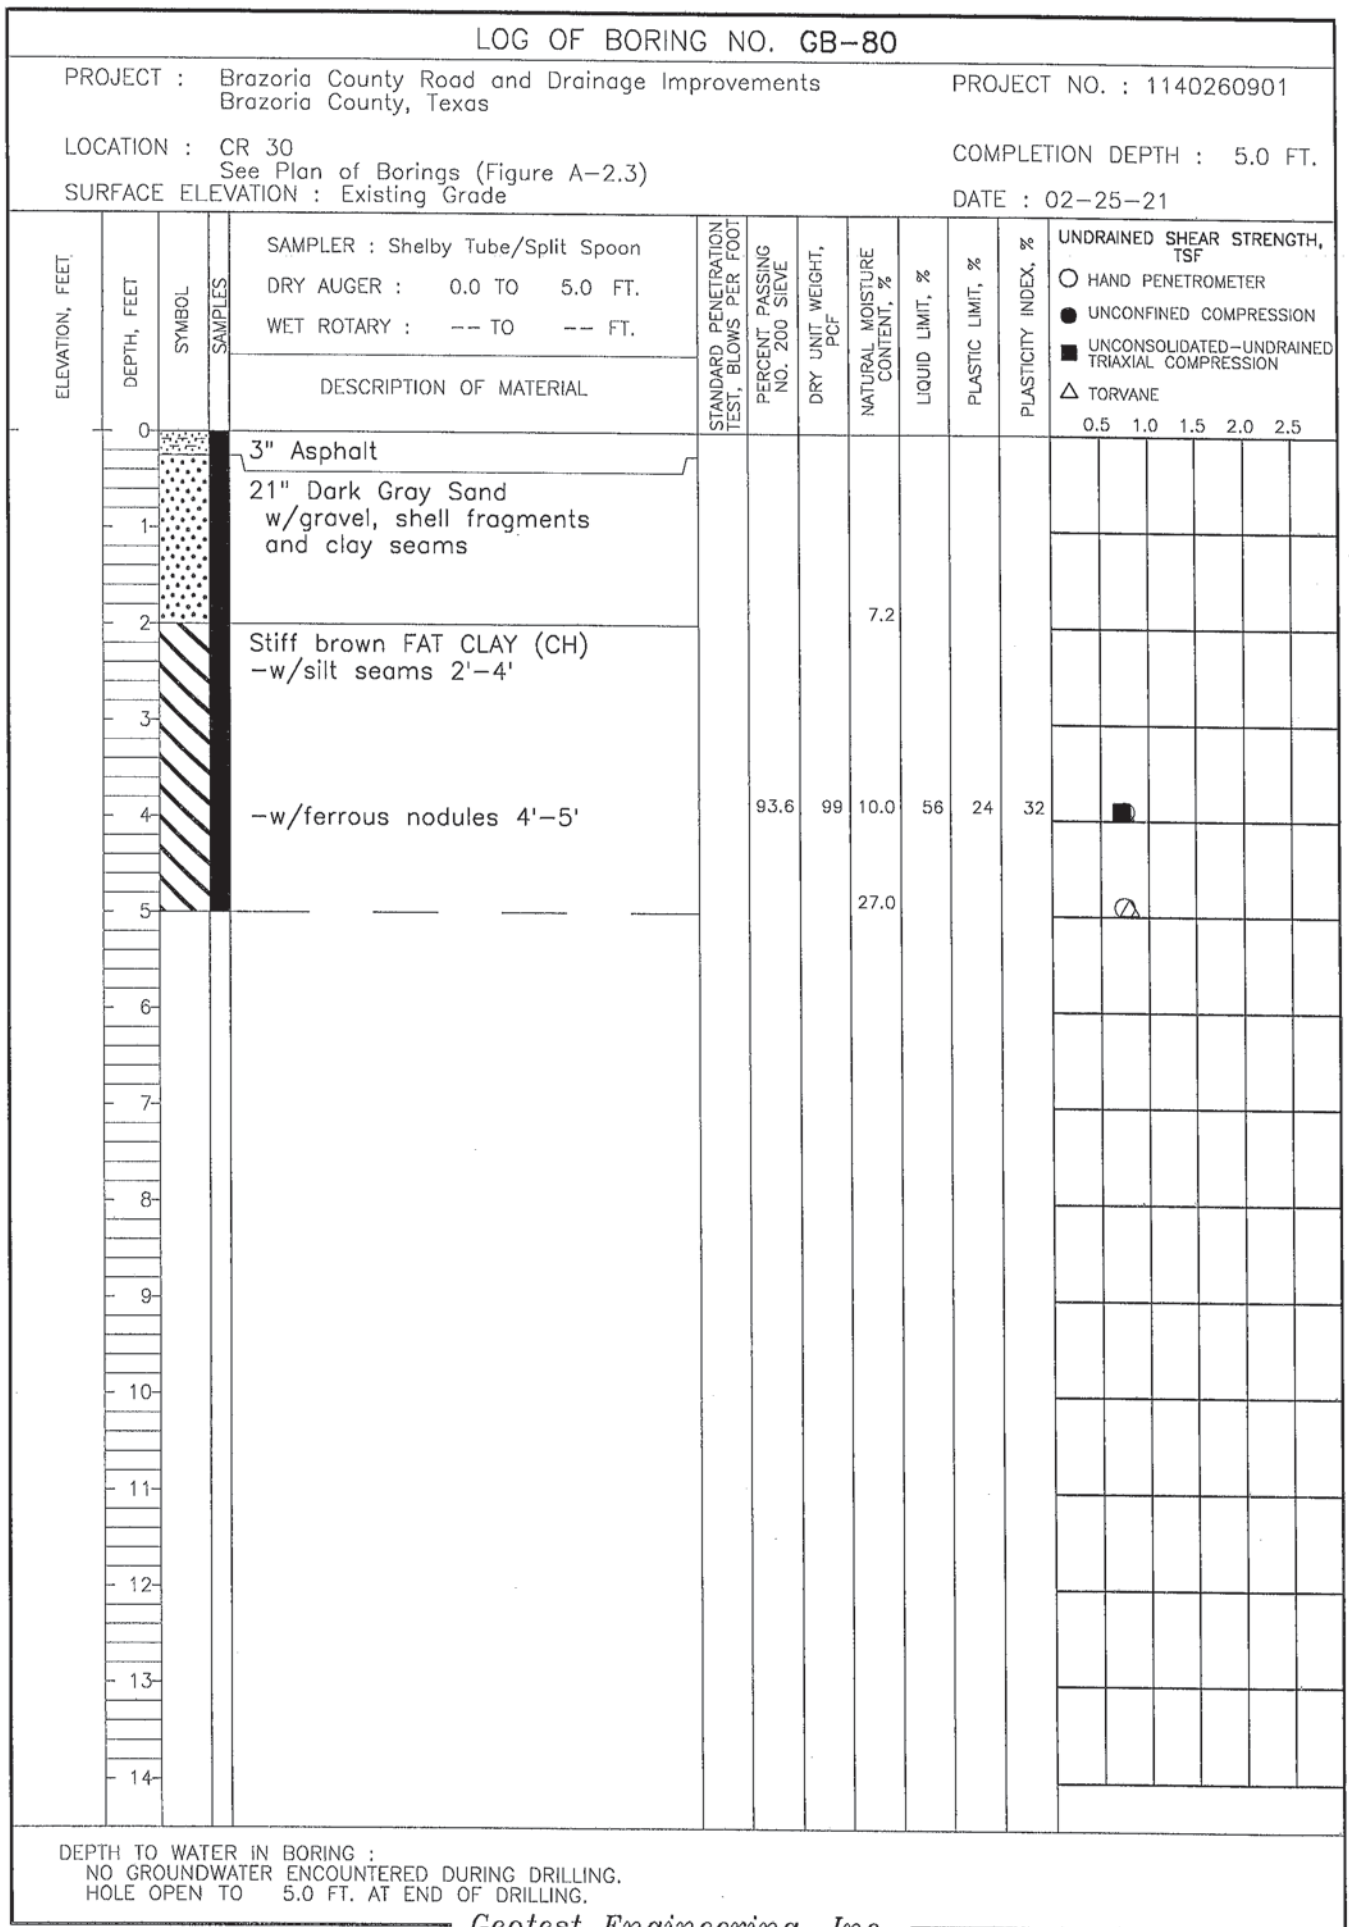 LOG OF BORING NO. GB-80
PROJECT : Brazoria County Road and Drainage Improvements
Brazoria County, Texas
PROJECT NO. : 1140260901
LOCATION : CR 30
See Plan of Borings (Figure A-2.3)
COMPLETION DEPTH : 5.0 FT.
SURFACE ELEVATION : Existing Grade
DATE : 02-25-21
ELEVATION, FEET
DEPTH, FEET
SYMBOL
SAMPLES
SAMPLER : Shelby Tube/Split Spoon
DRY AUGER : 0.0 TO 5.0 FT.
WET ROTARY : -- TO -- FT.
DESCRIPTION OF MATERIAL
STANDARD PENETRATION
TEST, BLOWS PER FOOT
PERCENT PASSING
NO. 200 SIEVE
DRY UNIT WEIGHT,
PCF
NATURAL MOISTURE
CONTENT, %
LIQUID LIMIT, %
PLASTIC LIMIT, %
PLASTICITY INDEX, %
UNDRAINED SHEAR STRENGTH,
TSF
HAND PENETROMETER
UNCONFINED COMPRESSION
UNCONSOLIDATED-UNDRAINED
TRIAXIAL COMPRESSION
TORVANE
0.5 1.0 1.5 2.0 2.5
0
3" Asphalt
21" Dark Gray Sand
w/gravel, shell fragments
1
and clay seams
7.2
2
Stiff brown FAT CLAY (CH)
-w/silt seams 2'-4'
3
4 -w/ferrous nodules 4'-5' 93.6 99 10.0 56 24 32
5 27.0
6
7
8
9
10
11
12
13
14
DEPTH TO WATER IN BORING :
NO GROUNDWATER ENCOUNTERED DURING DRILLING.
HOLE OPEN TO 5.0 FT. AT END OF DRILLING.
Geotest Engineering, Inc.